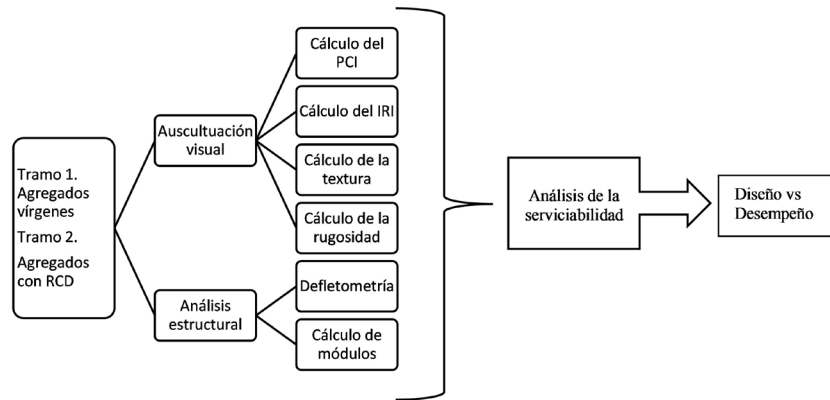 Tramo 1.
Agregados
vírgenes
Tramo 2.
Agregados
con RCD
Auscultuación
visual
Análisis
estructural
Cálculo del
PCI
Cálculo del IRI
Cálculo de la
textura
Cálculo de la
rugosidad
Defletometría
Cálculo de
módulos
Análisis de la
serviciabilidad
Diseño vs
Desempeño